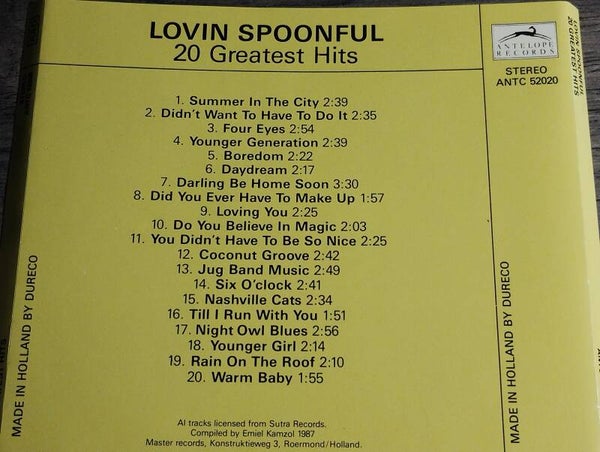 LOVIN SPOONFUL
20 Greatest Hits
ANTELOPE
RECORDS
STEREO
ANTC 52020
1. Summer In The City 2:39
2. Didn't Want To Have To Do It 2:35
3. Four Eyes 2:54
4. Younger Generation 2:39
5. Boredom 2:22
6. Daydream 2:17
7. Darling Be Home Soon 3:30
8. Did You Ever Have To Make Up 1:57
9. Loving You 2:25
10. Do You Believe In Magic 2:03
11. You Didn't Have To Be So Nice 2:25
12. Coconut Groove 2:42
13. Jug Band Music 2:49
14. Six O'clock 2:41
15. Nashville Cats 2:34
16. Till I Run With You 1:51
17. Night Owl Blues 2:56
18. Younger Girl 2:14
19. Rain On The Roof 2:10
20. Warm Baby 1:55
Al tracks licensed from Sutra Records.
Compiled by Emiel Kamzol 1987
Master records, Konstruktieweg 3, Roermond/Holland.
MADE IN HOLLAND BY DURECO
MADE IN HOLLAND BY DURECO
LOVIN SPOONFUL
20 GREATEST HITS